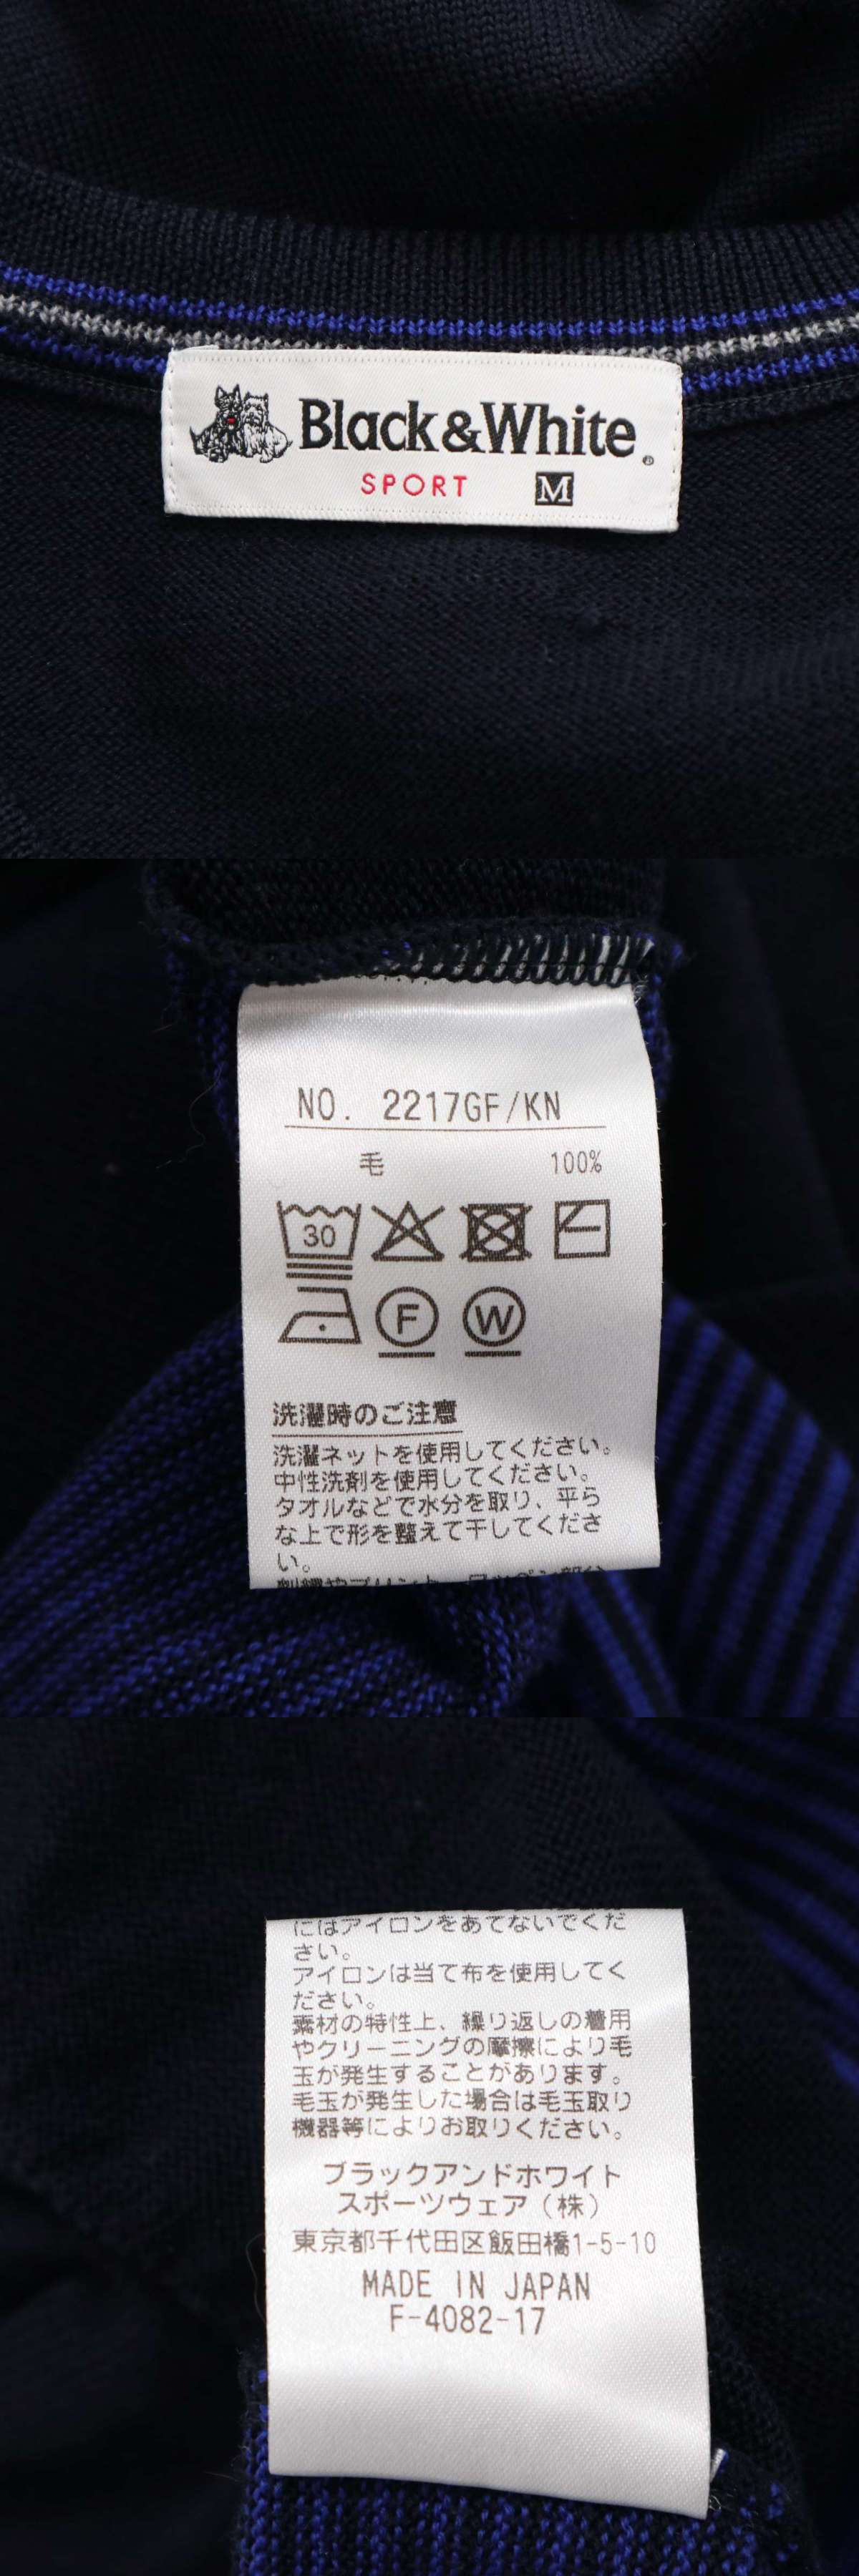 Black&White®
SPORT M
NO. 2217GF/KN
毛 100%
30
F W
洗濯時のご注意
洗濯ネットを使用してください。
中性洗剤を使用してください。
タオルなどで水分を取り、平ら
な上で形を整えて干してくださ
い。
にはアイロンをあてないでくだ
さい。
アイロンは当て布を使用してく
ださい。
素材の特性上、繰り返しの着用
やクリーニングの摩擦により毛
玉が発生することがあります。
毛玉が発生した場合は毛玉取り
機器等によりお取りください。
ブラックアンドホワイト
スポーツウェア（株）
東京都千代田区飯田橋1-5-10
MADE IN JAPAN
F-4082-17